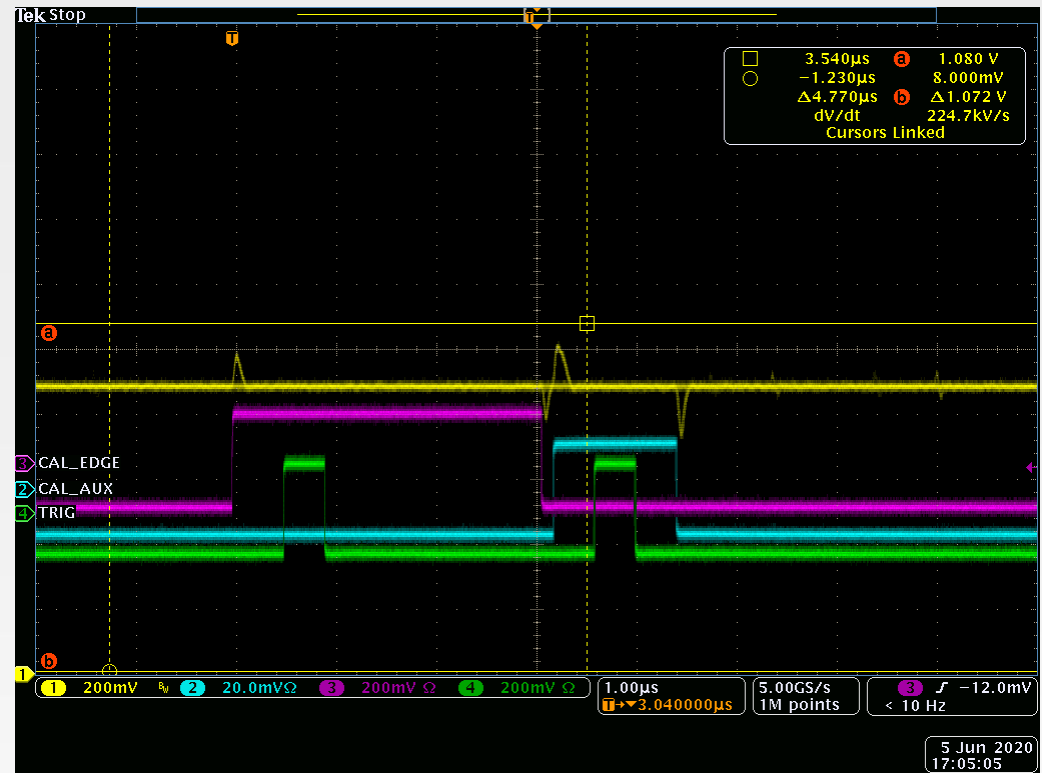 Tek Stop
T
T
3.540µs a 1.080 V
−1.230µs 8.000mV
Δ4.770µs b Δ1.072 V
dV/dt 224.7kV/s
Cursors Linked
a
3 CAL_EDGE
2 CAL_AUX
4 TRIG
b
1
1 200mV BW 2 20.0mVΩ 3 200mV Ω 4 200mV Ω
1.00µs
T→▼3.040000µs
5.00GS/s
1M points
3 ∫ −12.0mV
< 10 Hz
5 Jun 2020
17:05:05